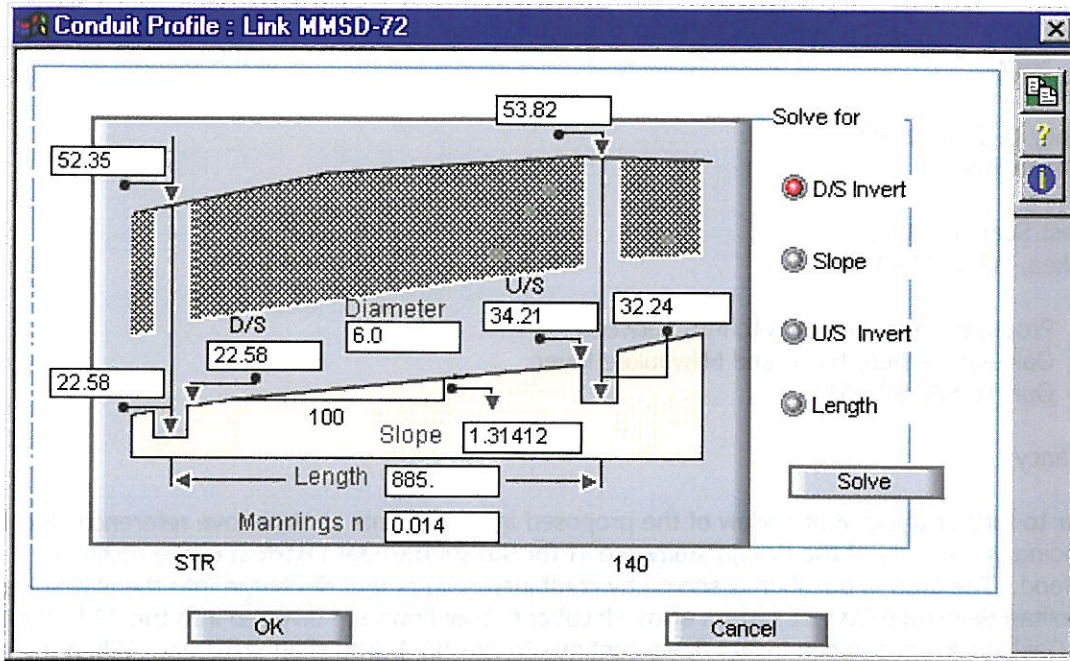 Conduit Profile : Link MMSD-72
53.82
Solve for
52.35
D/S Invert
Slope
U/S
Diameter
34.21
32.24
D/S
6.0
U/S Invert
22.58
22.58
Length
100
Slope 1.31412
Length 885.
Solve
Mannings n 0.014
STR 140
OK Cancel